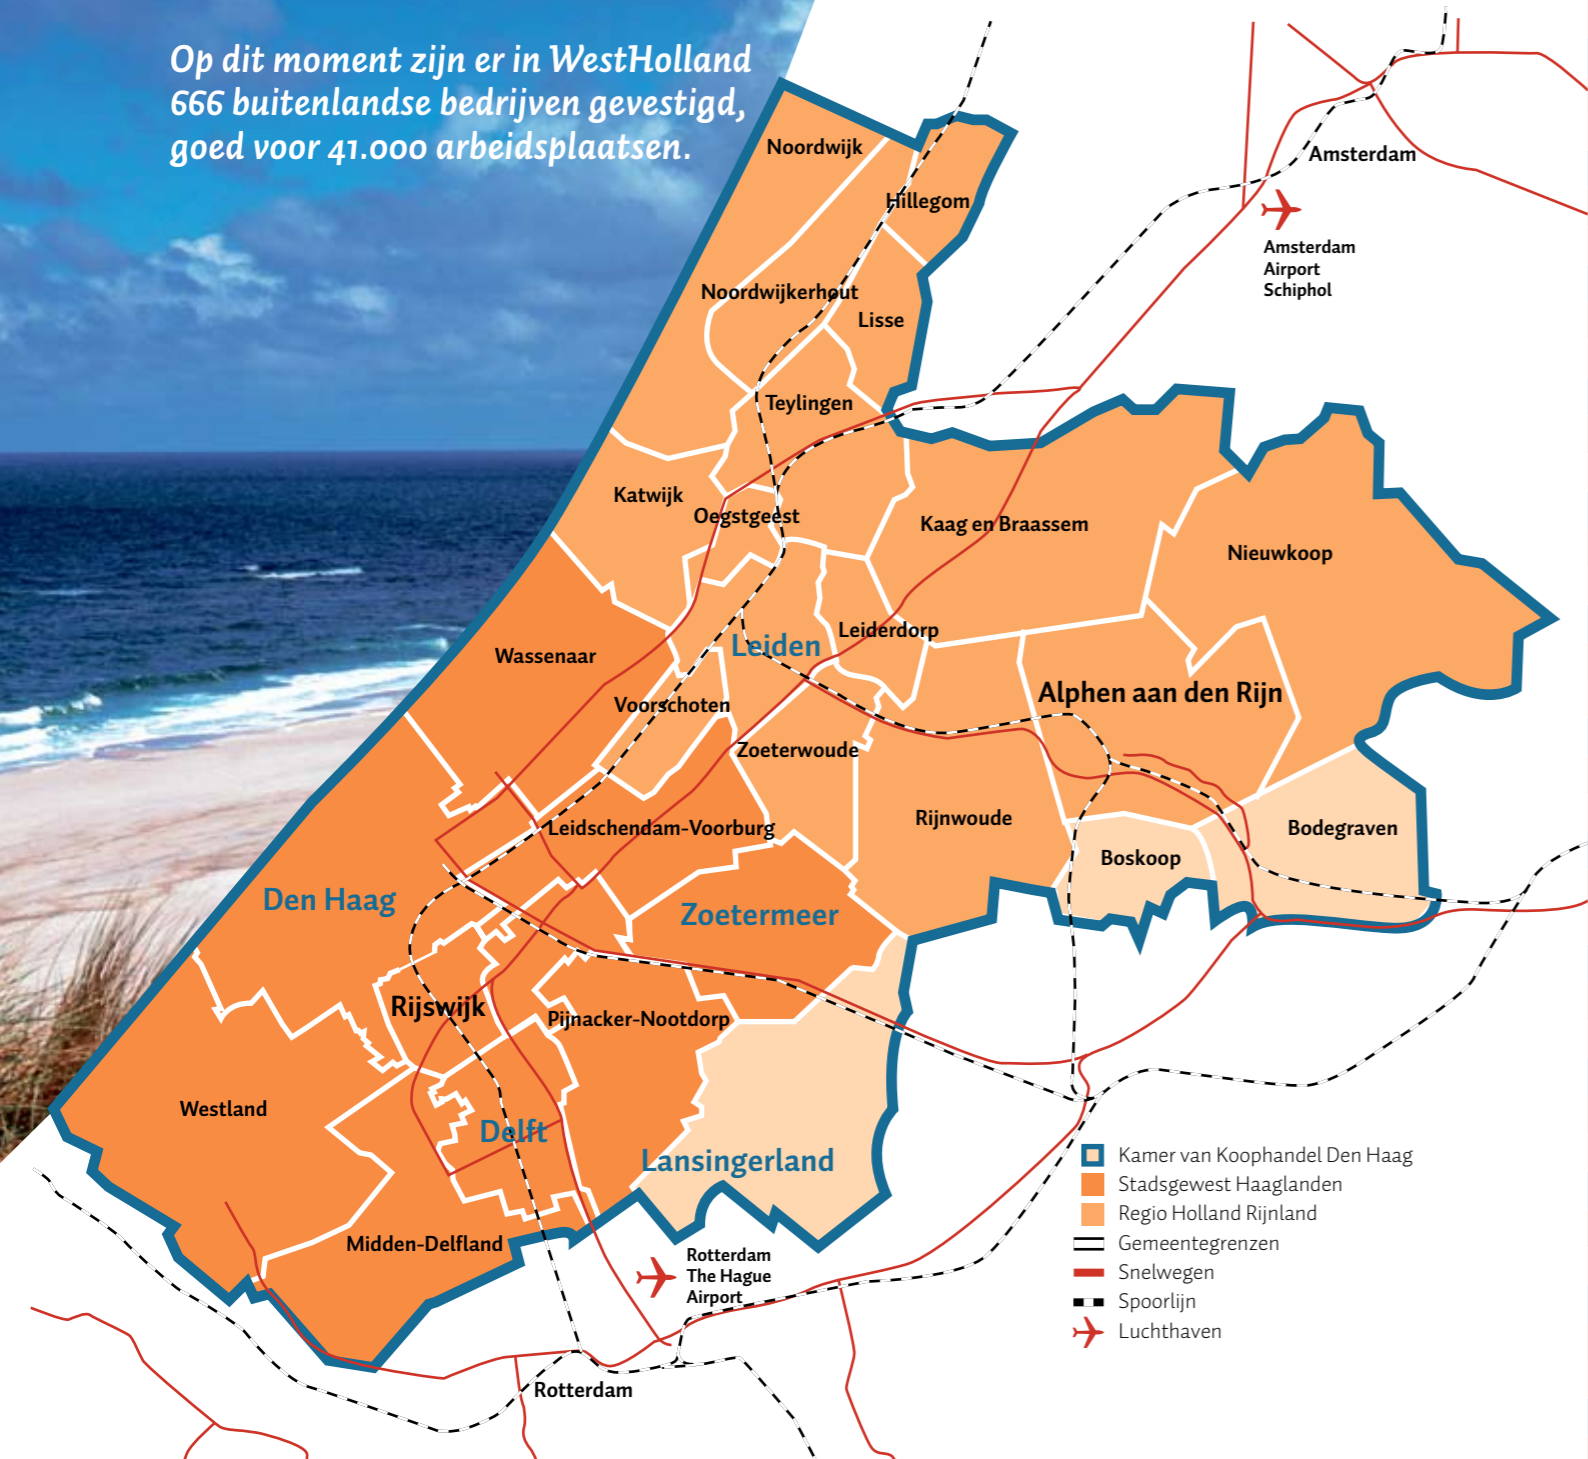 Op dit moment zijn er in WestHolland
666 buitenlandse bedrijven gevestigd,
goed voor 41.000 arbeidsplaatsen.
Noordwijk
Hillegom
Amsterdam
Amsterdam
Airport
Schiphol
Noordwijkerhout
Lisse
Teylingen
Katwijk
Oegstgeest
Kaag en Braassem
Nieuwkoop
Leiderdorp
Leiden
Wassenaar
Alphen aan den Rijn
Voorschoten
Zoeterwoude
Rijnwoude
Leidschendam-Voorburg
Bodegraven
Boskoop
Den Haag
Zoetermeer
Rijswijk
Pijnacker-Nootdorp
Westland
Delft
Lansingerland
Midden-Delfland
Rotterdam
The Hague
Airport
Rotterdam
Kamer van Koophandel Den Haag
Stadsgewest Haaglanden
Regio Holland Rijnland
Gemeentegrenzen
Snelwegen
Spoorlijn
Luchthaven